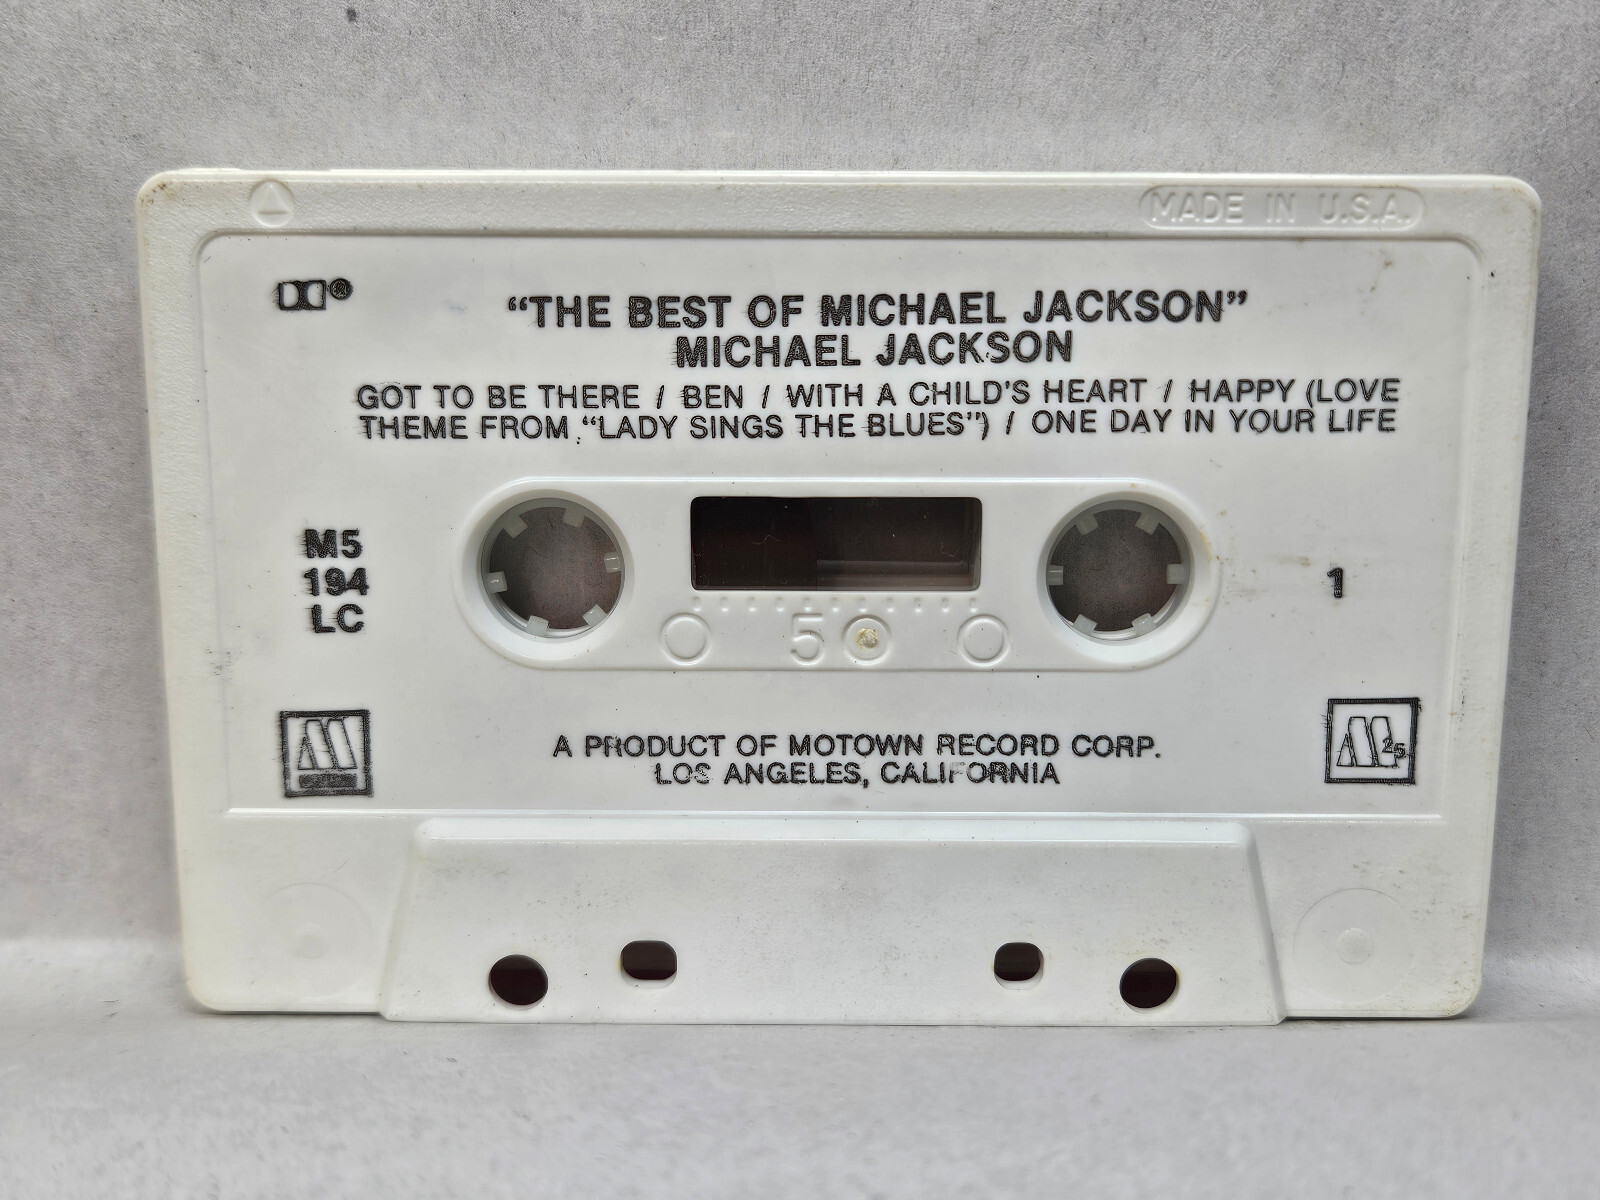 MADE IN U.S.A.
“THE BEST OF MICHAEL JACKSON”
MICHAEL JACKSON
GOT TO BE THERE / BEN / WITH A CHILD'S HEART / HAPPY (LOVE
THEME FROM “LADY SINGS THE BLUES”) / ONE DAY IN YOUR LIFE
M5
194
LC
1
5
A PRODUCT OF MOTOWN RECORD CORP.
LOS ANGELES, CALIFORNIA
M
M 25